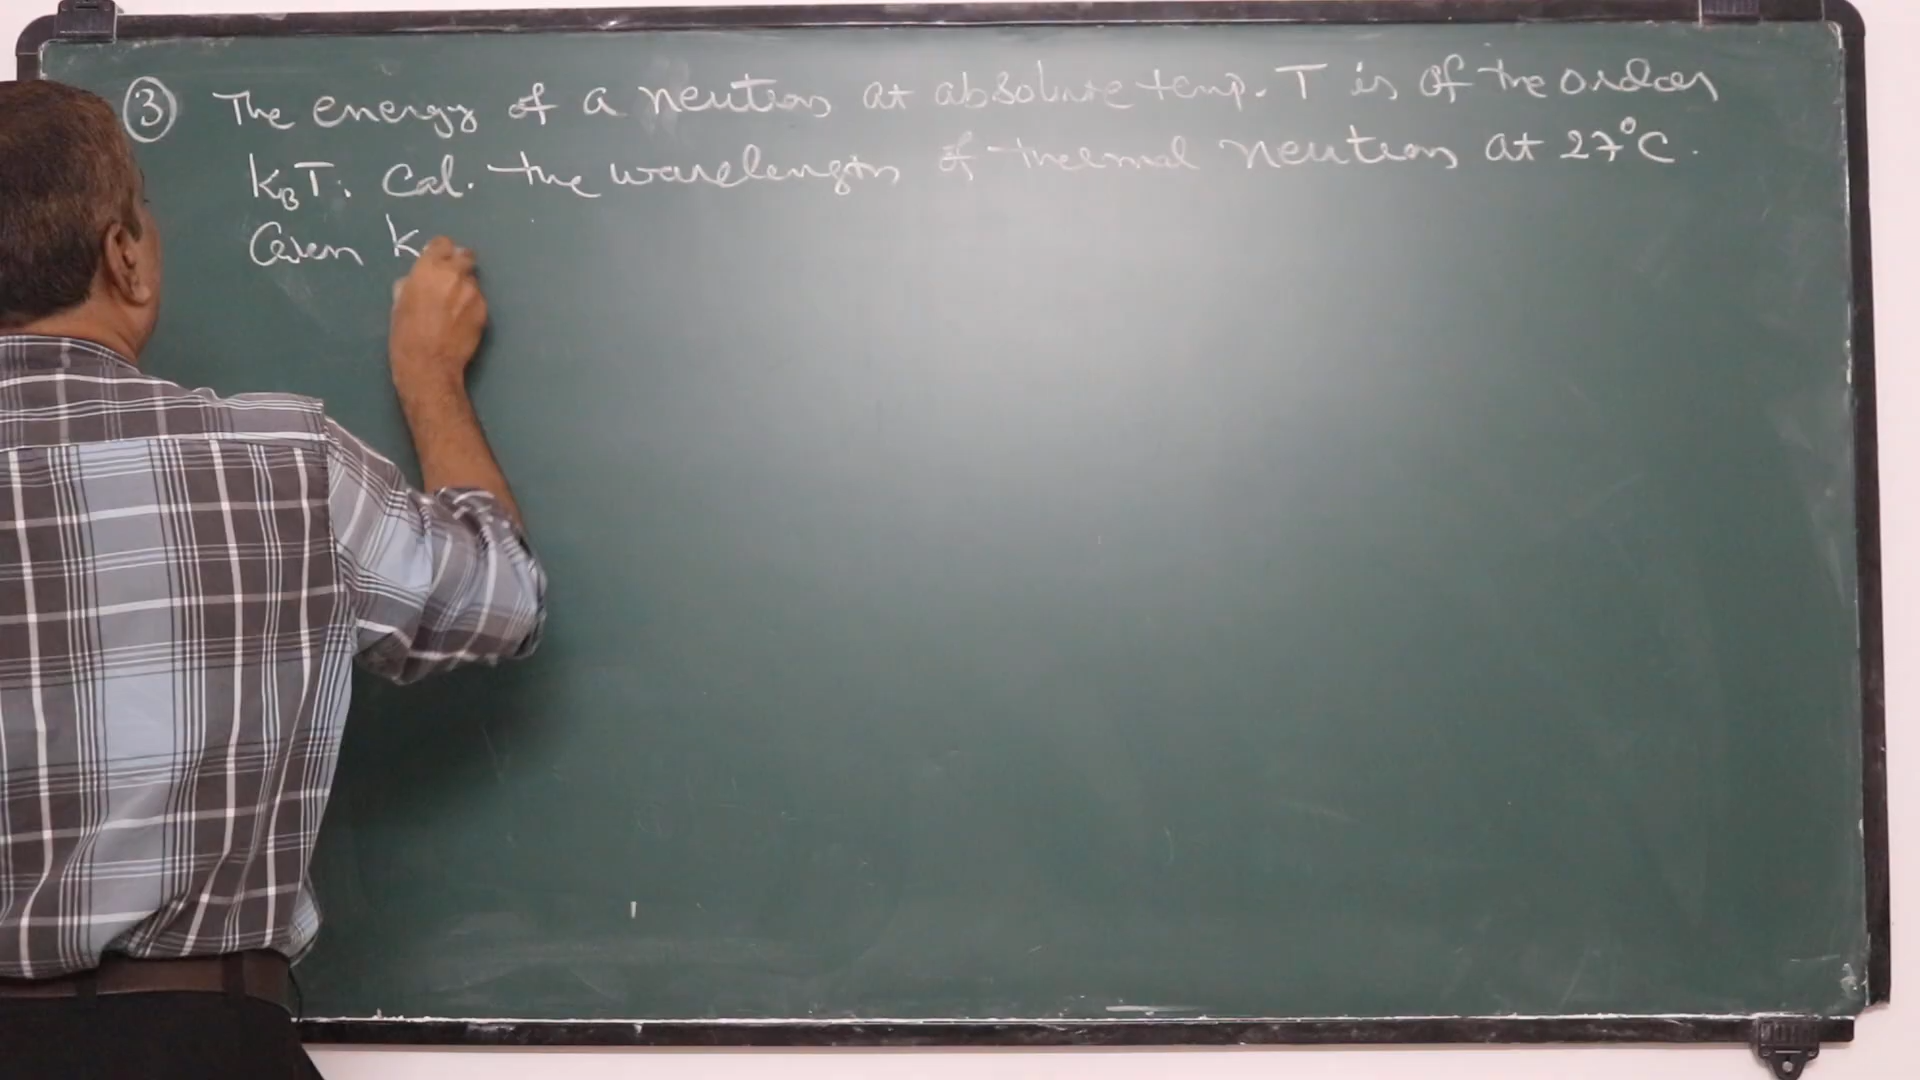 ③ The energy of a neutron at absolute temp. T is of the order
k_BT. Cal. the wavelength of thermal neutron at 27°C.
Given k